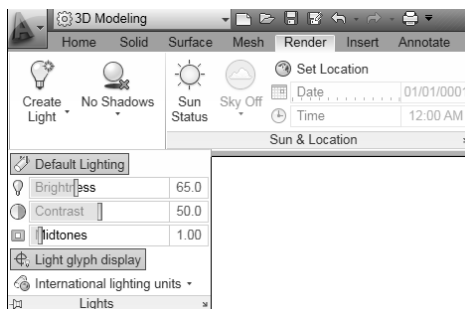 3D Modeling
Home Solid Surface Mesh Render Insert Annotate
Create Light No Shadows Sun Status Sky Off
Set Location
Date 01/01/0001
Time 12:00 AM
Sun & Location
Default Lighting
Brightness 65.0
Contrast 50.0
Midtones 1.00
Light glyph display
International lighting units
Lights